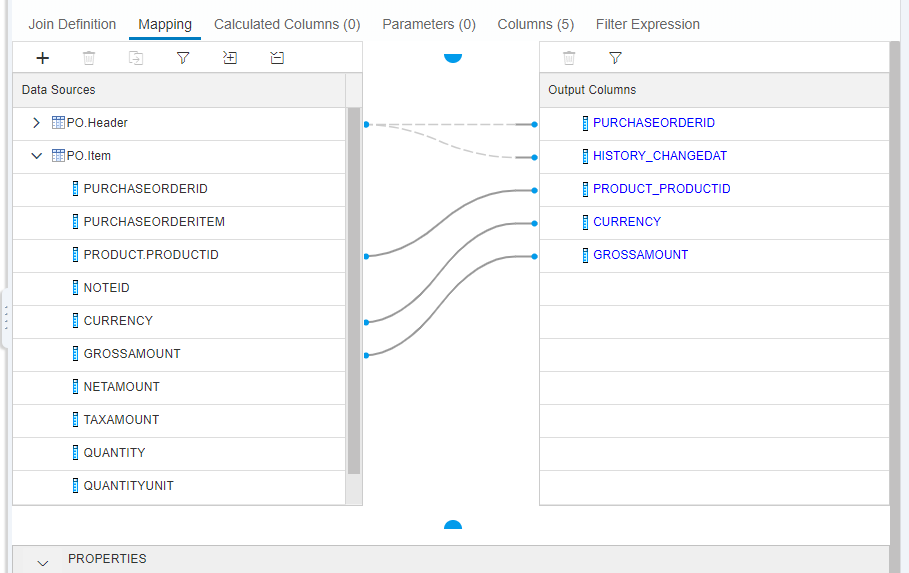 Join Definition Mapping Calculated Columns (0) Parameters (0) Columns (5) Filter Expression
Data Sources Output Columns
PO.Header PURCHASEORDERID
PO.Item HISTORY_CHANGEDAT
PURCHASEORDERID PRODUCT_PRODUCTID
PURCHASEORDERITEM CURRENCY
PRODUCT.PRODUCTID GROSSAMOUNT
NOTEID
CURRENCY
GROSSAMOUNT
NETAMOUNT
TAXAMOUNT
QUANTITY
QUANTITYUNIT
PROPERTIES